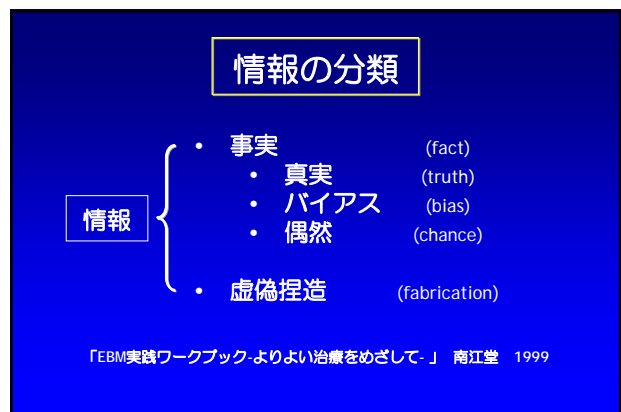 情報の分類
情報
• 事実 (fact)
• 真実 (truth)
• バイアス (bias)
• 偶然 (chance)
• 虚偽捏造 (fabrication)
「EBM実践ワークブック-よりよい治療をめざして- 」 南江堂 1999